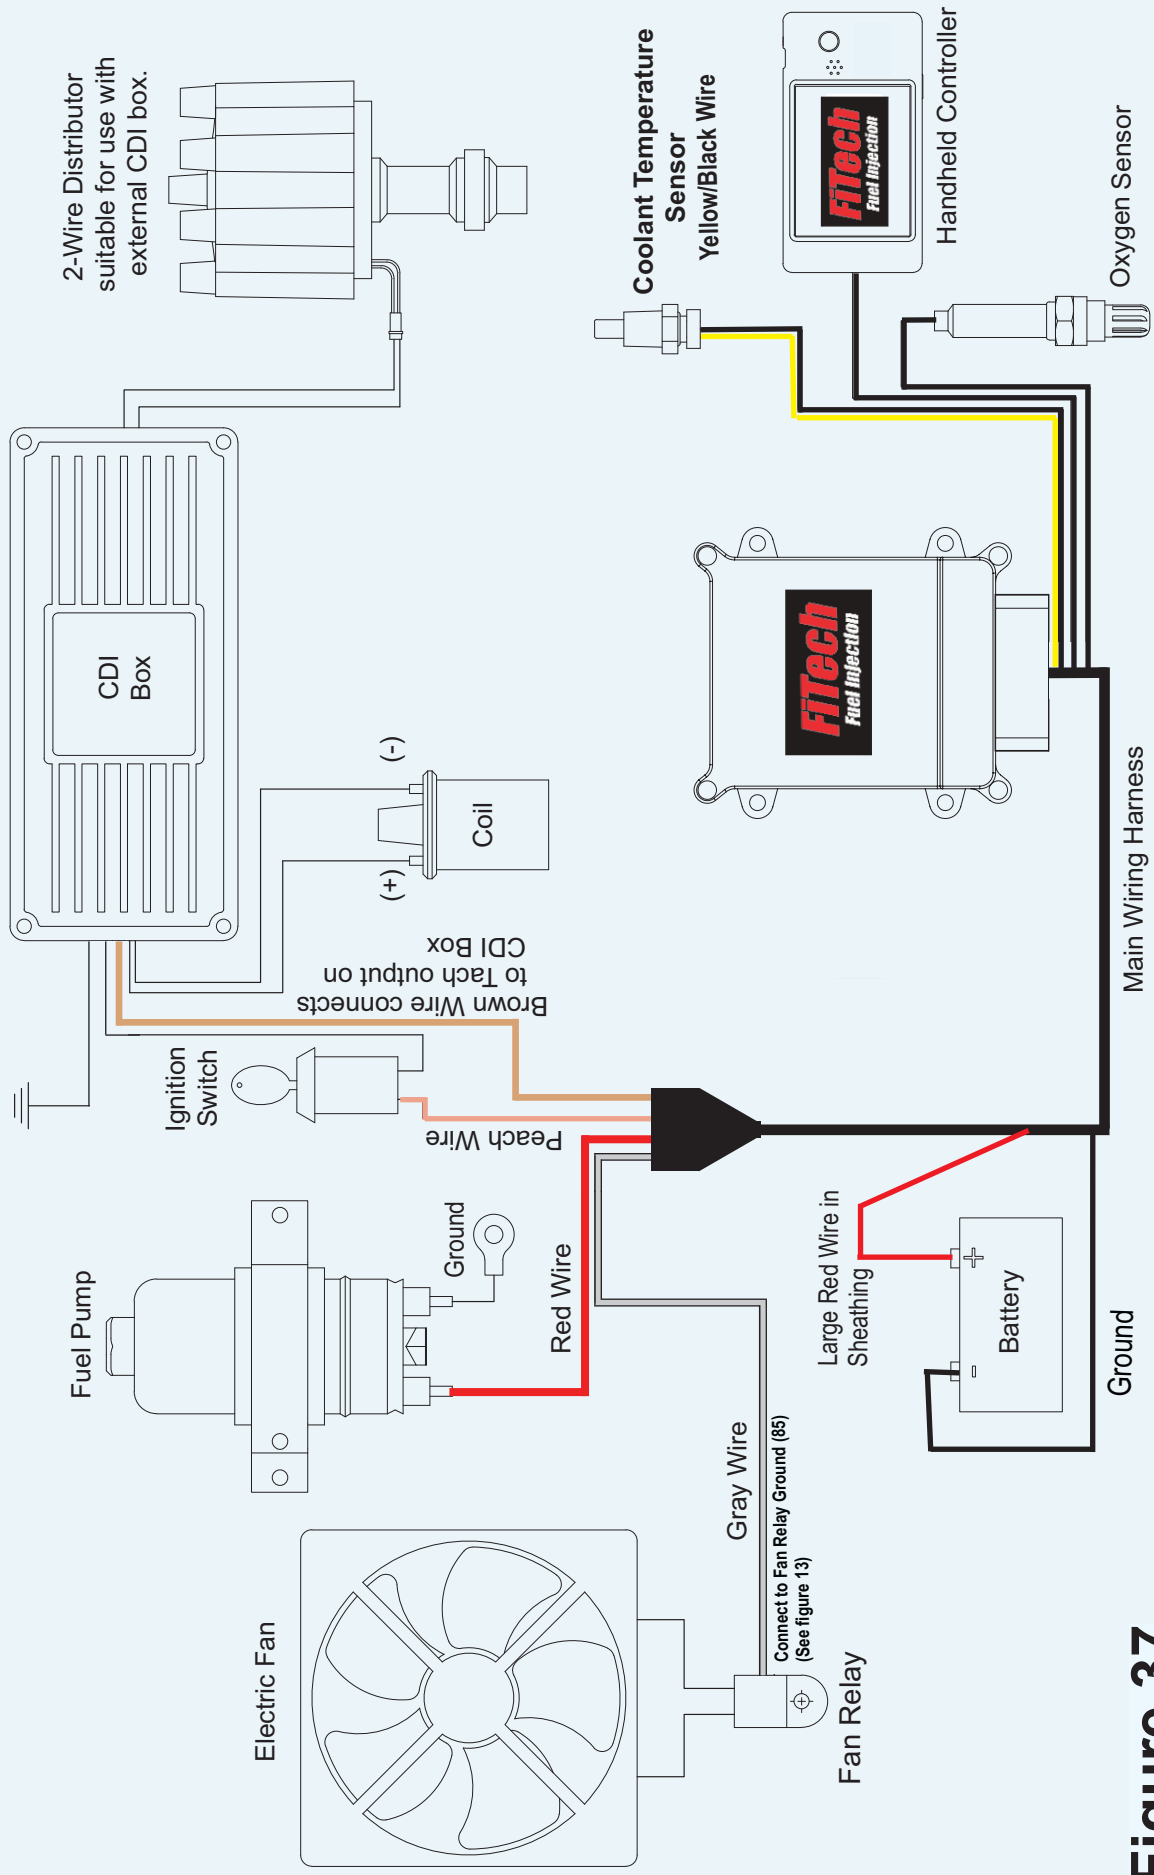 2-Wire Distributor
suitable for use with
external CDI box.
CDI
Box
(-)
(+)
Coil
Brown Wire connects
to Tach output on
CDI Box
Ignition
Switch
Peach Wire
Fuel Pump
Ground
Red Wire
Electric Fan
Gray Wire
Connect to Fan Relay Ground (85)
(See figure 13)
Fan Relay
Coolant Temperature
Sensor
Yellow/Black Wire
FiTech
Fuel Injection
Handheld Controller
Oxygen Sensor
FiTech
Fuel Injection
Main Wiring Harness
Large Red Wire in
Sheathing
+
-
Battery
Ground
Figure 37